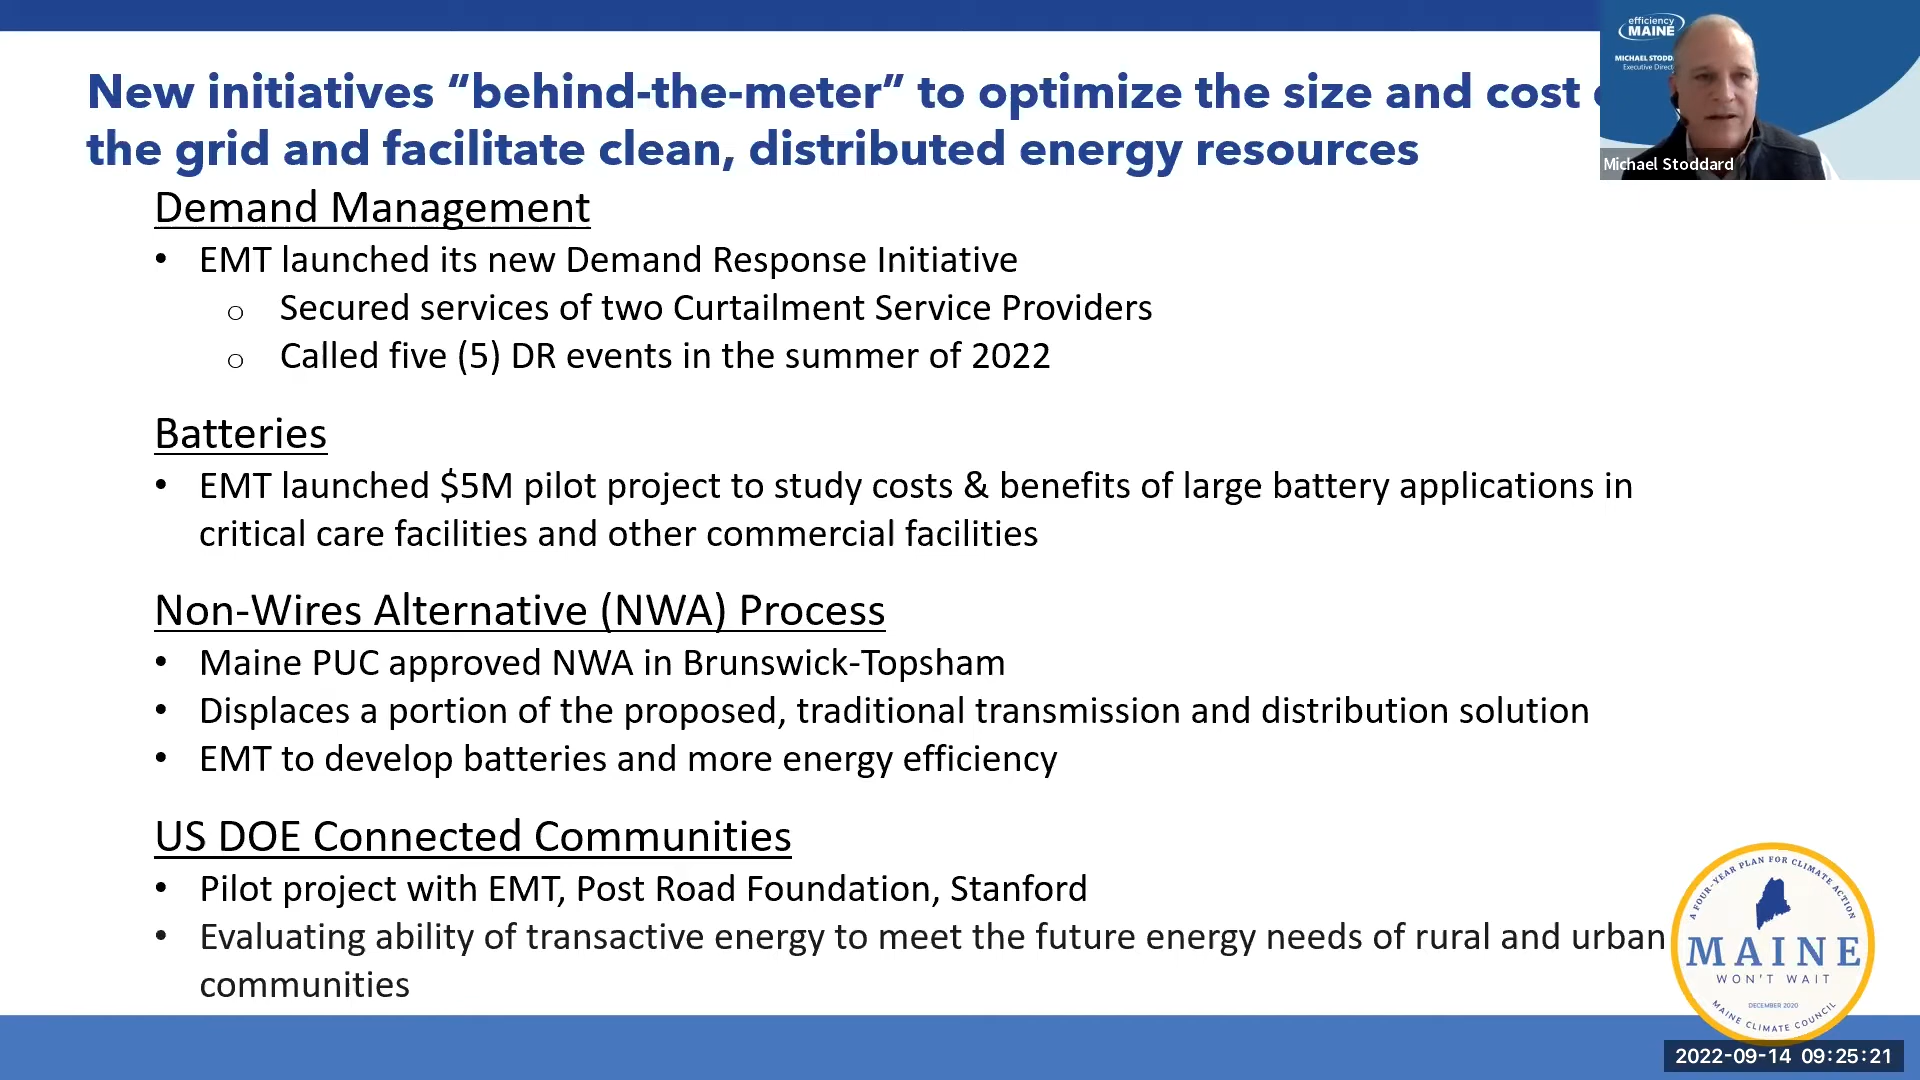 New initiatives “behind-the-meter” to optimize the size and cost
the grid and facilitate clean, distributed energy resources
efficiency
MAINE
MICHAEL STODD
Executive Direct
Michael Stoddard
Demand Management
• EMT launched its new Demand Response Initiative
o Secured services of two Curtailment Service Providers
o Called five (5) DR events in the summer of 2022
Batteries
• EMT launched $5M pilot project to study costs & benefits of large battery applications in
critical care facilities and other commercial facilities
Non-Wires Alternative (NWA) Process
• Maine PUC approved NWA in Brunswick-Topsham
• Displaces a portion of the proposed, traditional transmission and distribution solution
• EMT to develop batteries and more energy efficiency
US DOE Connected Communities
• Pilot project with EMT, Post Road Foundation, Stanford
• Evaluating ability of transactive energy to meet the future energy needs of rural and urban
communities
A FOUR-YEAR PLAN FOR CLIMATE ACTION
MAINE
WON'T WAIT
DECEMBER 2020
MAINE CLIMATE COUNCIL
2022-09-14 09:25:21